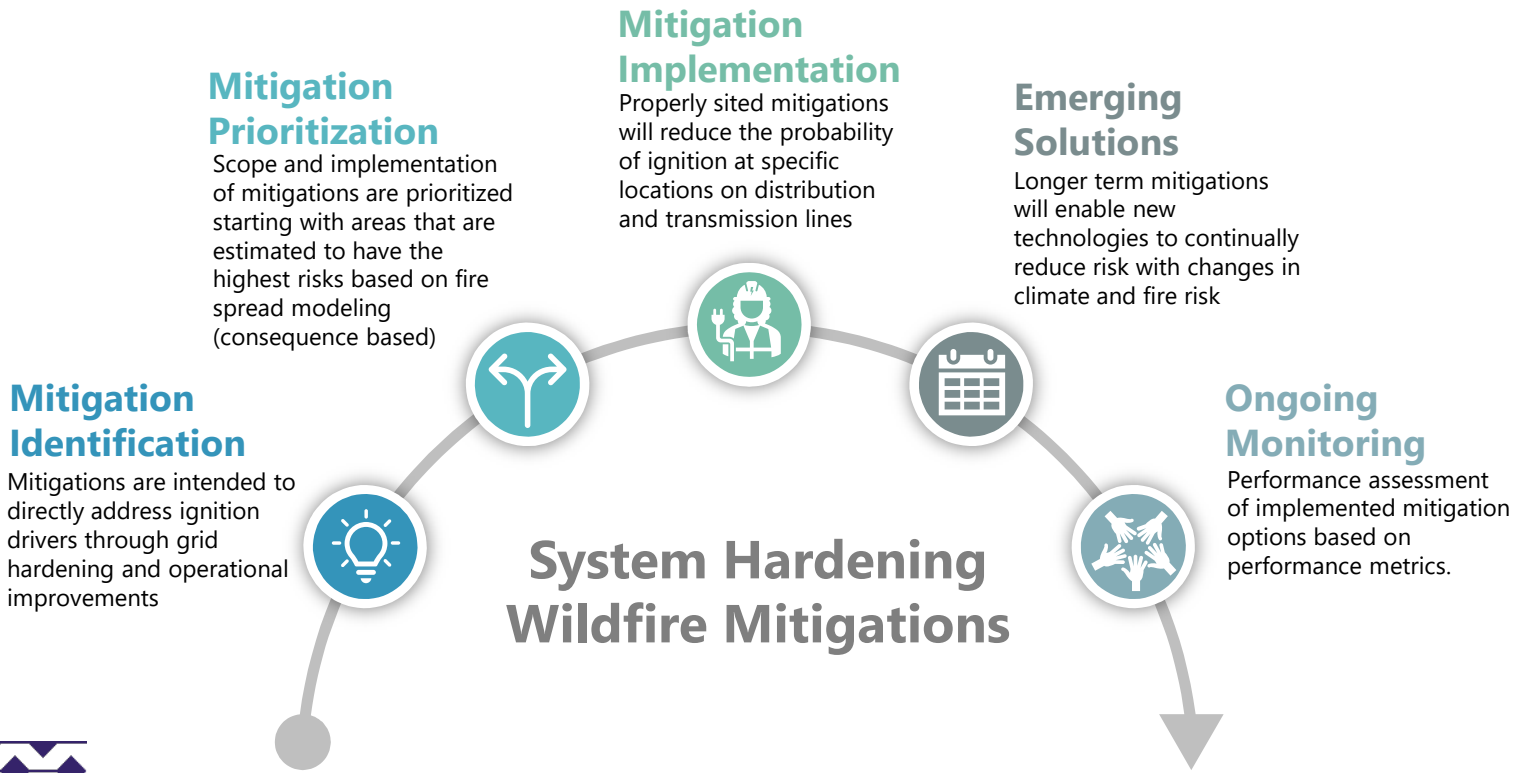 Mitigation
Identification
Mitigations are intended to
directly address ignition
drivers through grid
hardening and operational
improvements
Mitigation
Prioritization
Scope and implementation
of mitigations are prioritized
starting with areas that are
estimated to have the
highest risks based on fire
spread modeling
(consequence based)
Mitigation
Implementation
Properly sited mitigations
will reduce the probability
of ignition at specific
locations on distribution
and transmission lines
Emerging
Solutions
Longer term mitigations
will enable new
technologies to continually
reduce risk with changes in
climate and fire risk
Ongoing
Monitoring
Performance assessment
of implemented mitigation
options based on
performance metrics.
System Hardening
Wildfire Mitigations